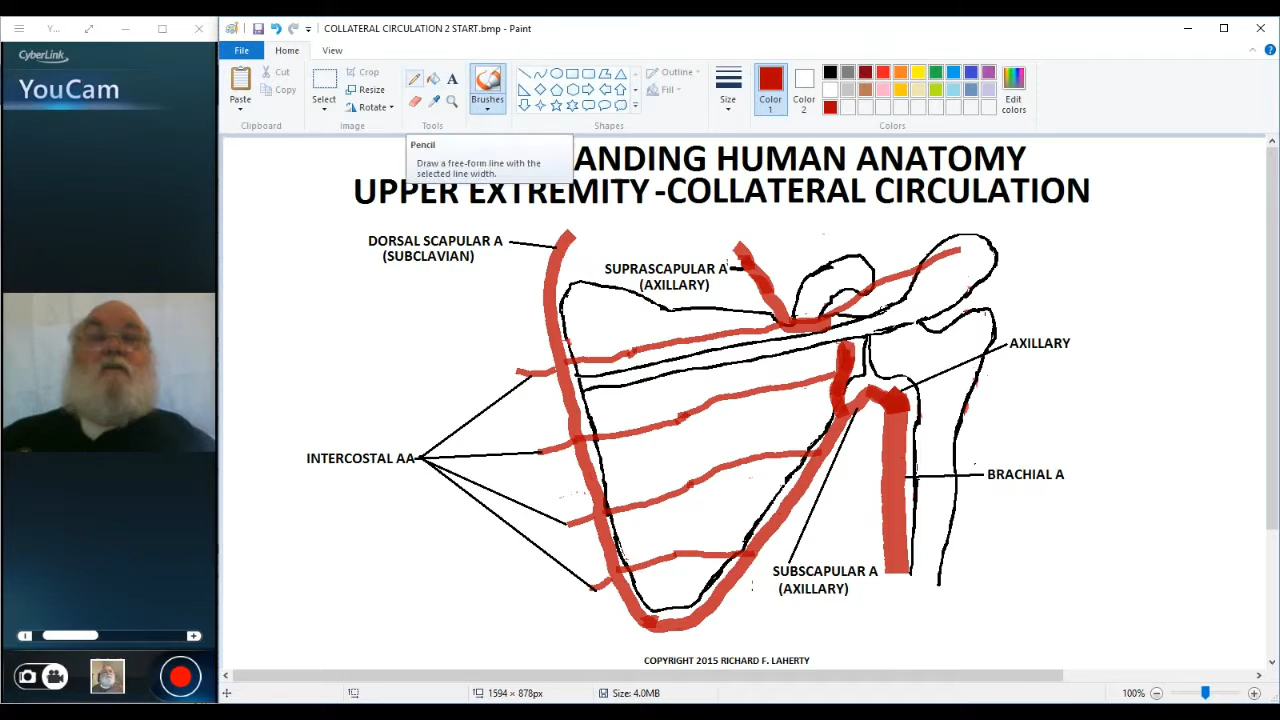 Y...
CyberLink
YouCam
COLLATERAL CIRCULATION 2 START.bmp - Paint
File
Home
View
Paste
Cut
Copy
Clipboard
Select
Crop
Resize
Rotate
Image
Tools
Brushes
Shapes
Outline
Fill
Size
Color
1
Color
2
Edit
colors
Colors
Pencil
Draw a free-form line with the
selected line width.
ANDING HUMAN ANATOMY
UPPER EXTREMITY -COLLATERAL CIRCULATION
DORSAL SCAPULAR A
(SUBCLAVIAN)
SUPRASCAPULAR A
(AXILLARY)
AXILLARY
INTERCOSTAL AA
BRACHIAL A
SUBSCAPULAR A
(AXILLARY)
COPYRIGHT 2015 RICHARD F. LAHERTY
1594 × 878px
Size: 4.0MB
100%